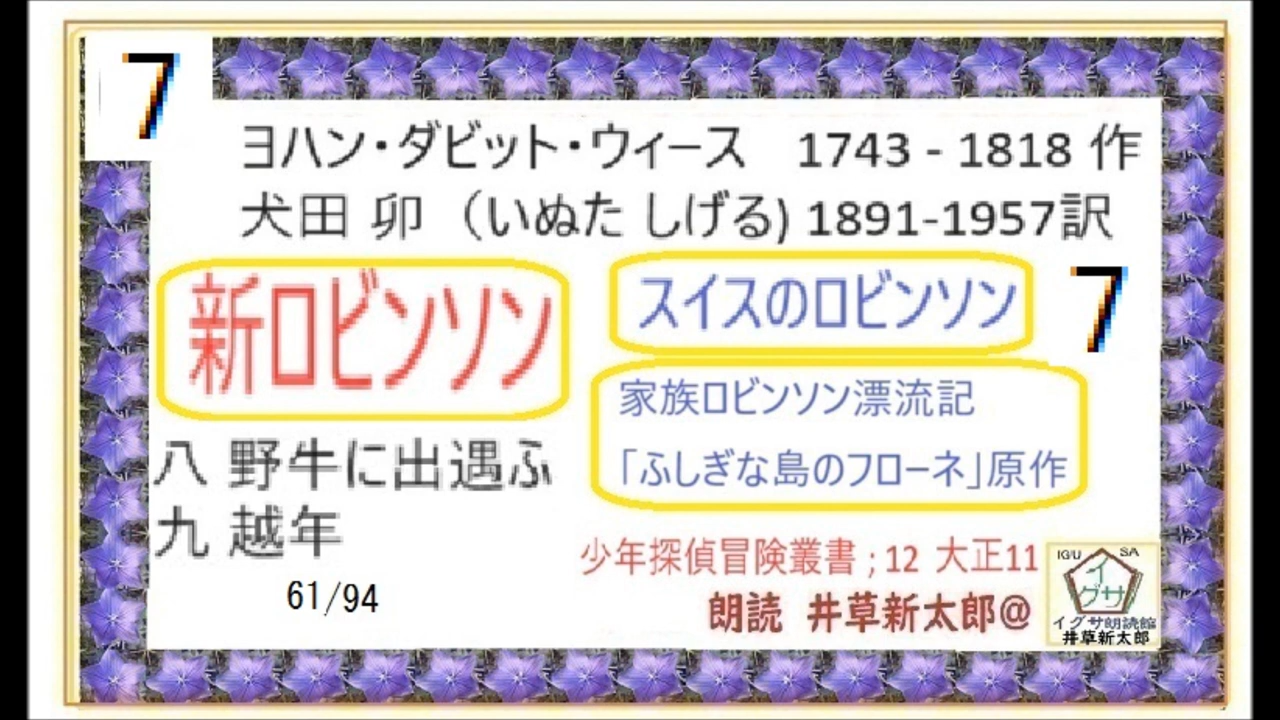 7
ヨハン・ダビット・ウィース 1743 - 1818 作
犬田 卯 (いぬた しげる) 1891-1957訳
新ロビンソン
スイスのロビンソン
7
家族ロビンソン漂流記
「ふしぎな島のフローネ」原作
八 野牛に出遇ふ
九 越年
61/94
少年探偵冒険叢書 ; 12 大正11
朗読 井草新太郎@
IGU SA
イグサ
イグサ朗読館
井草新太郎